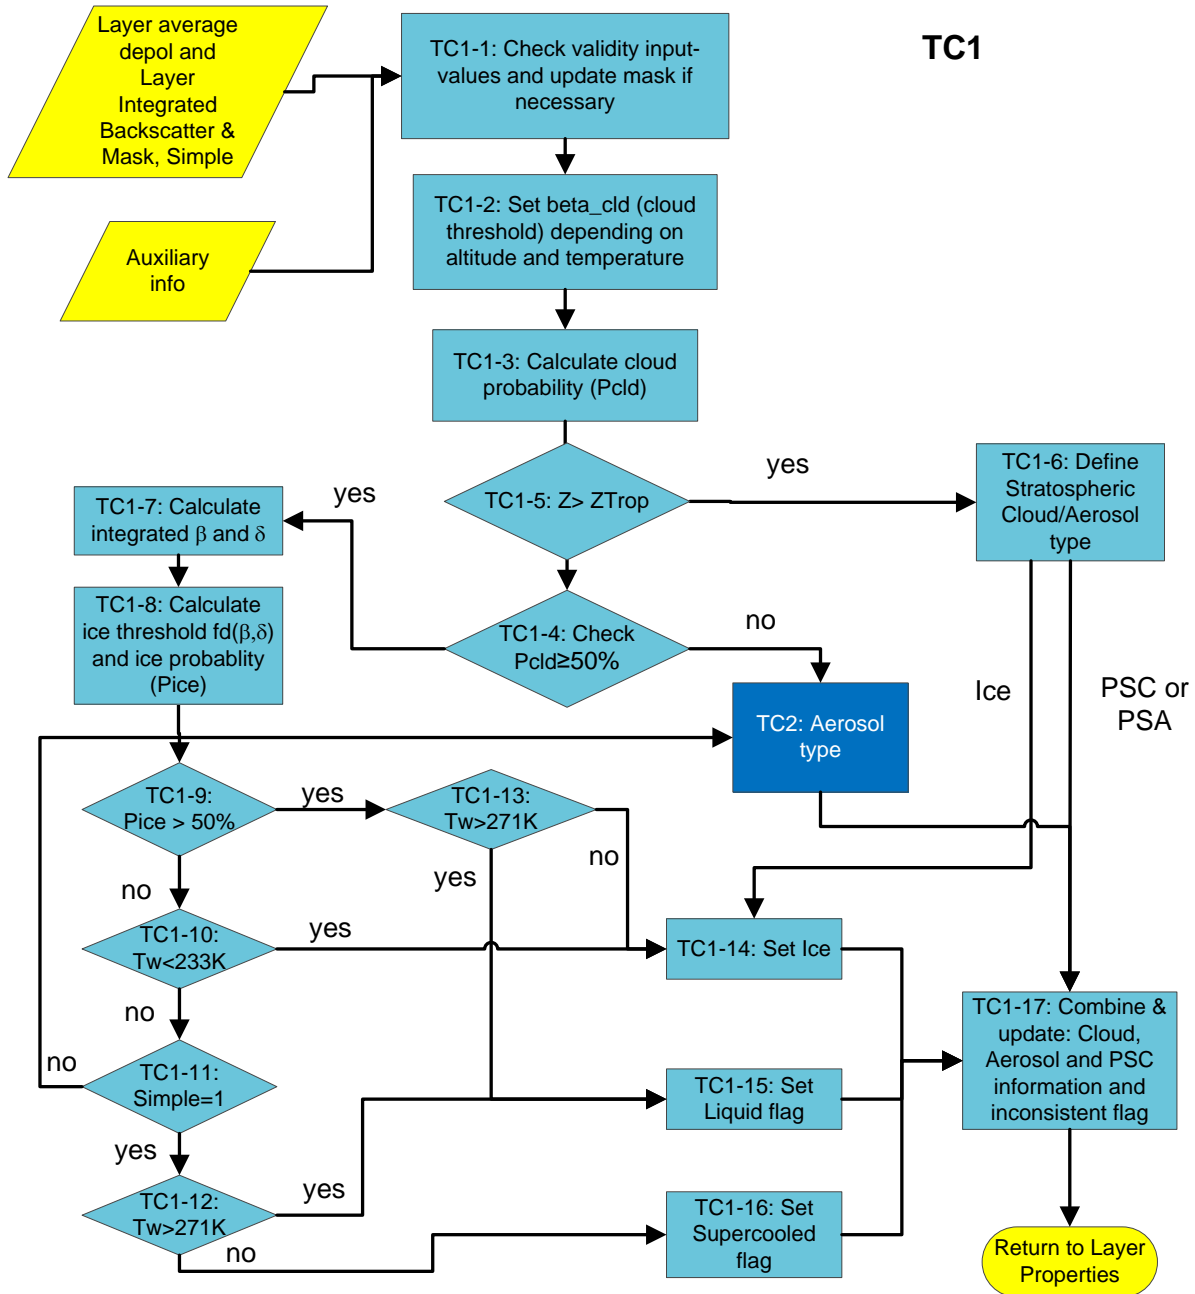 Layer average
depol and
Layer
Integrated
Backscatter &
Mask, Simple
TC1-1: Check validity input-
values and update mask if
necessary
TC1
Auxiliary
info
TC1-2: Set beta_cld (cloud
threshold) depending on
altitude and temperature
TC1-3: Calculate cloud
probability (Pcld)
TC1-5: Z> ZTrop
yes
TC1-6: Define
Stratospheric
Cloud/Aerosol
type
yes
TC1-7: Calculate
integrated β and δ
TC1-8: Calculate
ice threshold fd(β,δ)
and ice probablity
(Pice)
TC1-4: Check
Pcld≥50%
no
TC2: Aerosol
type
Ice
PSC or
PSA
TC1-9:
Pice > 50%
yes
TC1-13:
Tw>271K
no
yes
no
TC1-10:
Tw<233K
yes
TC1-14: Set Ice
no
no
TC1-11:
Simple=1
TC1-15: Set
Liquid flag
TC1-17: Combine &
update: Cloud,
Aerosol and PSC
information and
inconsistent flag
yes
TC1-12:
Tw>271K
yes
no
TC1-16: Set
Supercooled
flag
Return to Layer
Properties